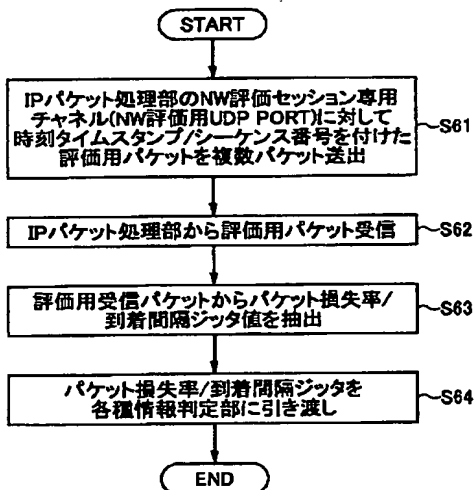 START
IPパケット処理部のNW評価セッション専用
チャネル(NW評価用UDP PORT)に対して
時刻タイムスタンプ/シーケンス番号を付けた
評価用パケットを複数パケット送出
S61
IPパケット処理部から評価用パケット受信
S62
評価用受信パケットからパケット損失率/
到着間隔ジッタ値を抽出
S63
パケット損失率/到着間隔ジッタを
各種情報判定部に引き渡し
S64
END